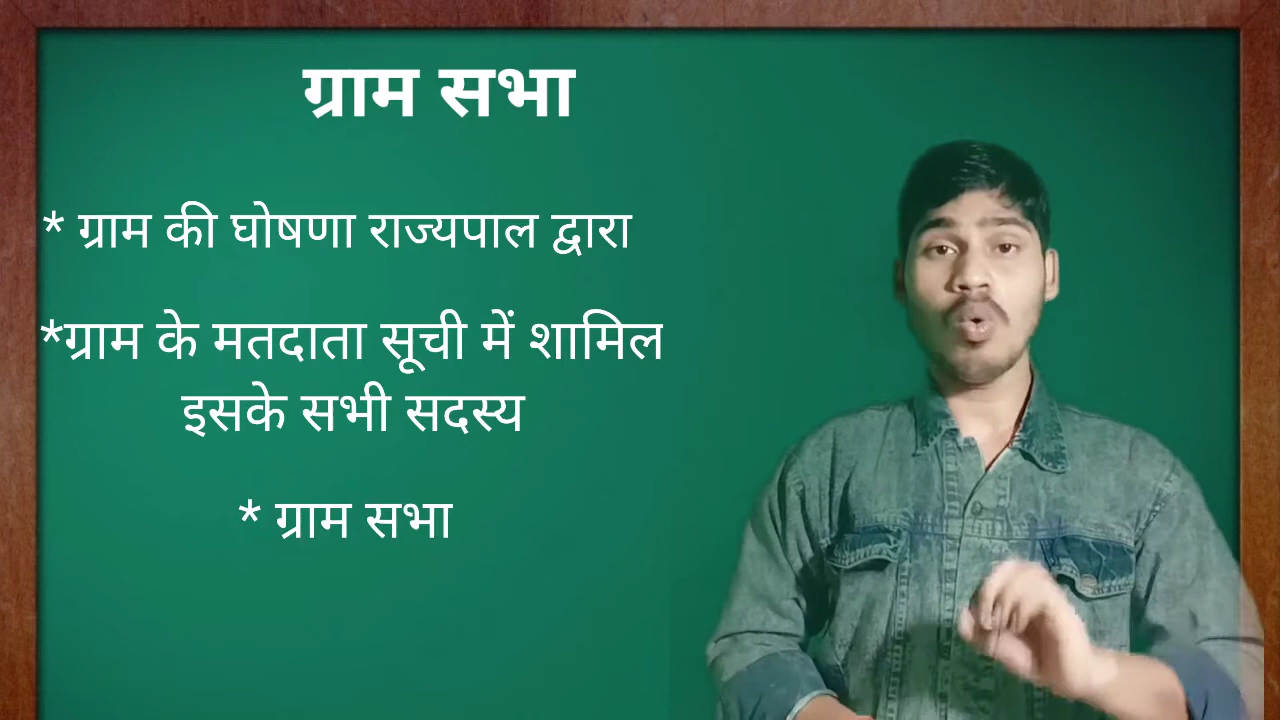 ग्राम सभा
* ग्राम की घोषणा राज्यपाल द्वारा
*ग्राम के मतदाता सूची में शामिल
इसके सभी सदस्य
* ग्राम सभा